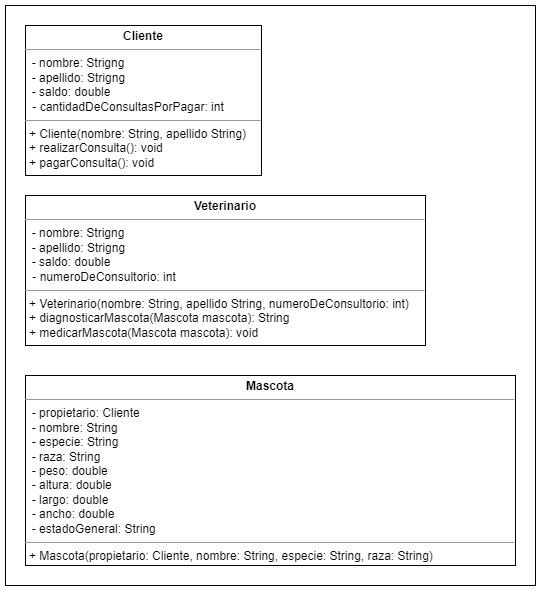 Cliente
- nombre: Strigng
- apellido: Strigng
- saldo: double
- cantidadDeConsultasPorPagar: int
+ Cliente(nombre: String, apellido String)
+ realizarConsulta(): void
+ pagarConsulta(): void
Veterinario
- nombre: Strigng
- apellido: Strigng
- saldo: double
- numeroDeConsultorio: int
+ Veterinario(nombre: String, apellido String, numeroDeConsultorio: int)
+ diagnosticarMascota(Mascota mascota): String
+ medicarMascota(Mascota mascota): void
Mascota
- propietario: Cliente
- nombre: String
- especie: String
- raza: String
- peso: double
- altura: double
- largo: double
- ancho: double
- estadoGeneral: String
+ Mascota(propietario: Cliente, nombre: String, especie: String, raza: String)